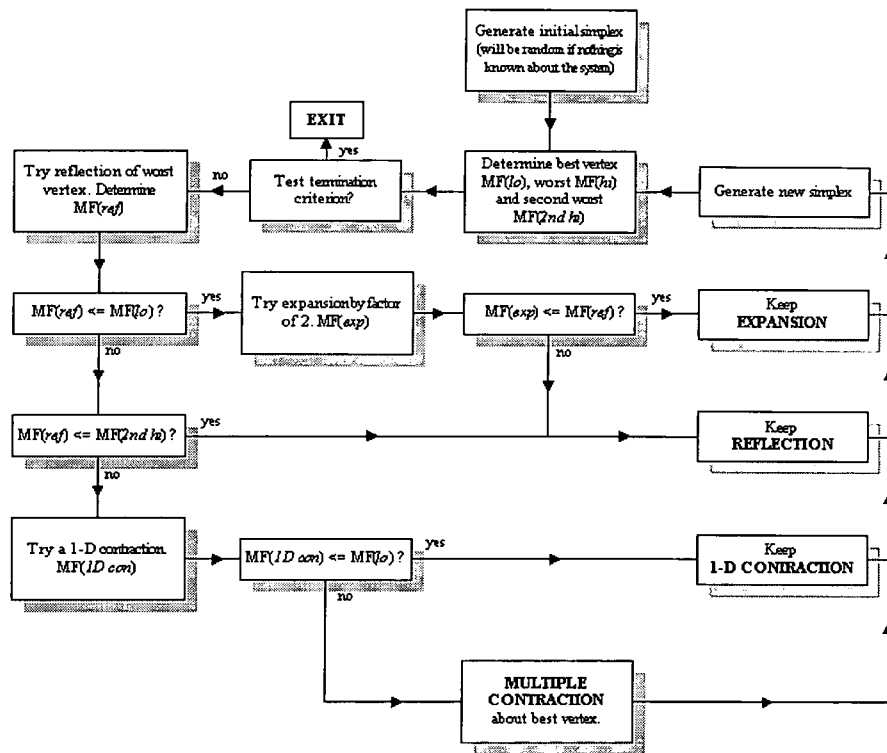 Generate initial simplex
(will be random if nothing is
known about the system)
EXIT
yes
Try reflection of worst
vertex. Determine
MF(ref)
no
Test termination
criterion?
Determine best vertex
MF(lo), worst MF(hi)
and second worst
MF(2nd hi)
Generate new simplex
MF(ref) <= MF(lo) ?
yes
Try expansion by factor
of 2. MF(exp)
MF(exp) <= MF(ref) ?
yes
Keep
EXPANSION
no
no
MF(ref) <= MF(2nd hi) ?
yes
Keep
REFLECTION
no
Try a 1-D contraction.
MF(1D con)
MF(1D con) <= MF(lo) ?
yes
Keep
1-D CONTRACTION
no
MULTIPLE
CONTRACTION
about best vertex.